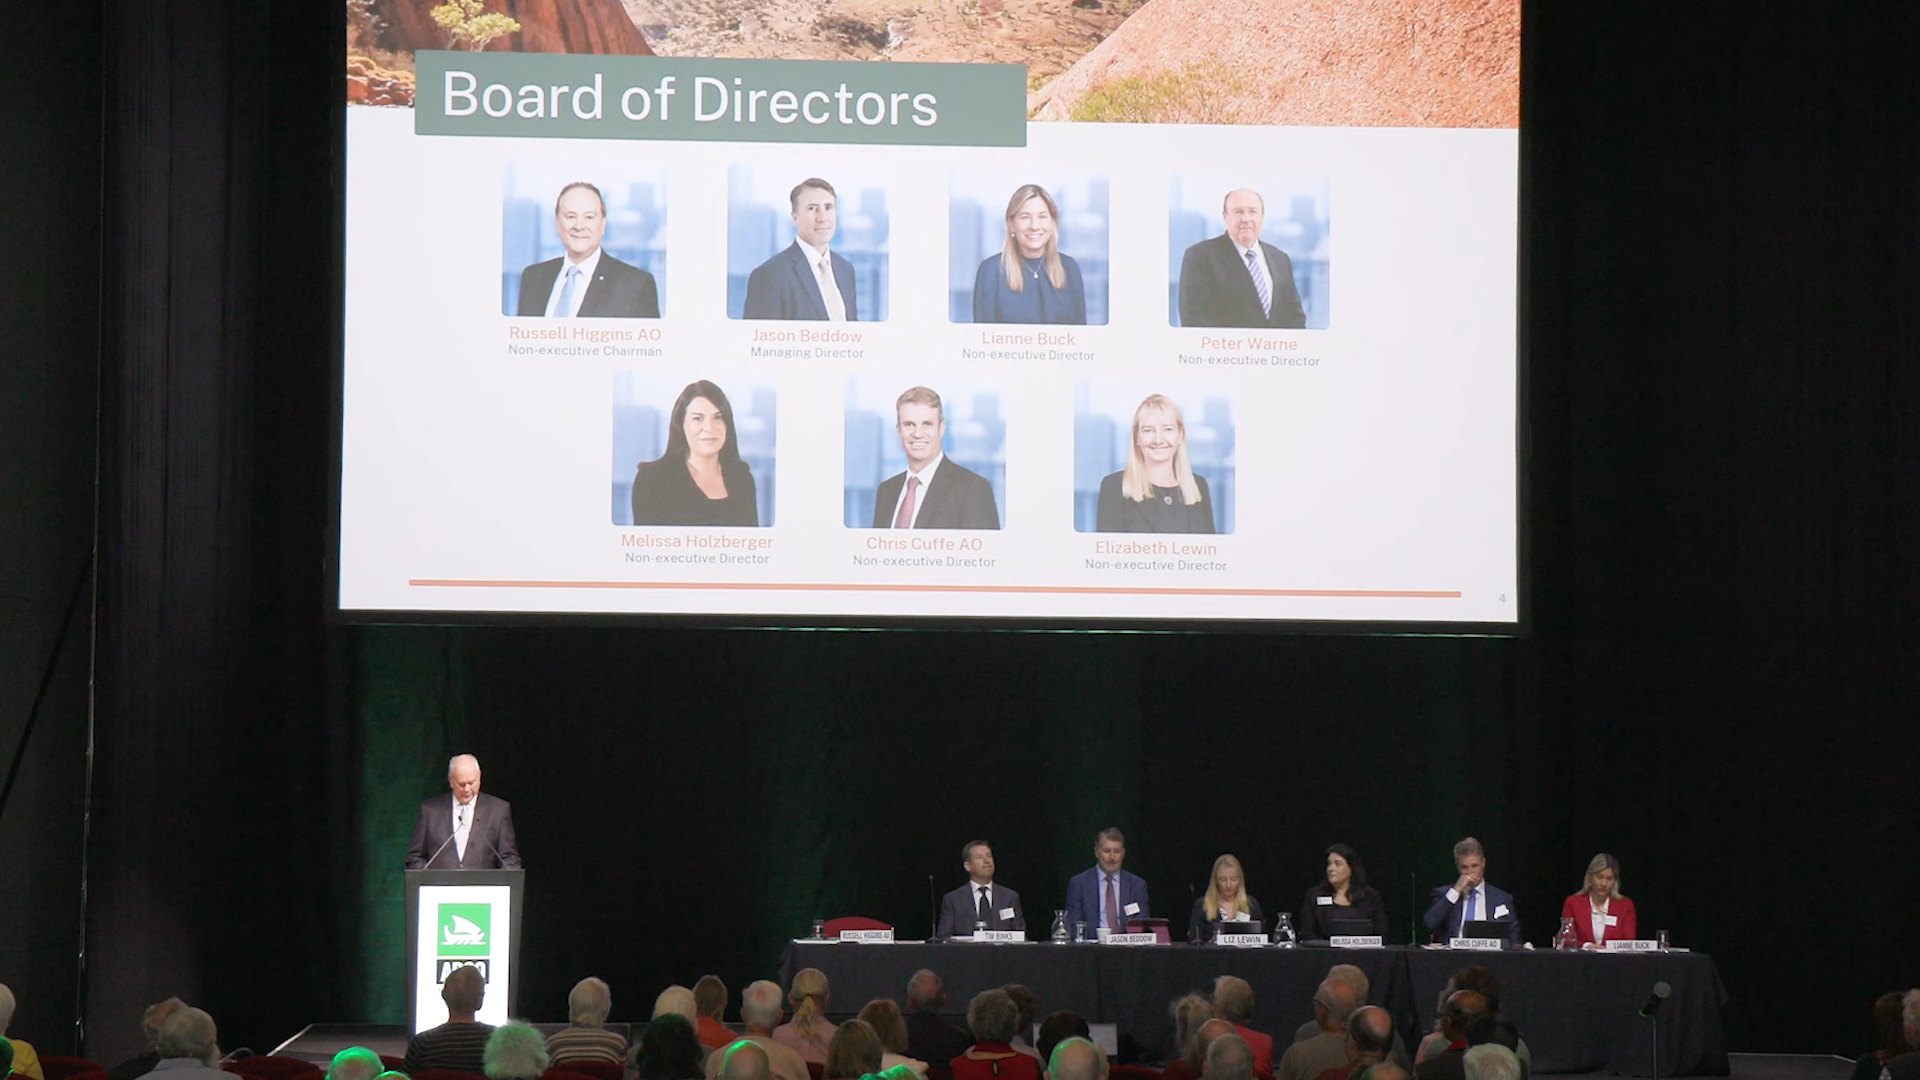 Board of Directors
Russell Higgins AO
Non-executive Chairman
Jason Beddow
Managing Director
Lianne Buck
Non-executive Director
Peter Warne
Non-executive Director
Melissa Holzberger
Non-executive Director
Chris Cuffe AO
Non-executive Director
Elizabeth Lewin
Non-executive Director
4
RUSSELL HIGGINS AO
TIM BINKS
JASON BEDDOW
LIZ LEWIN
MELISSA HOLZBERGER
CHRIS CUFFE AO
LIANNE BUCK